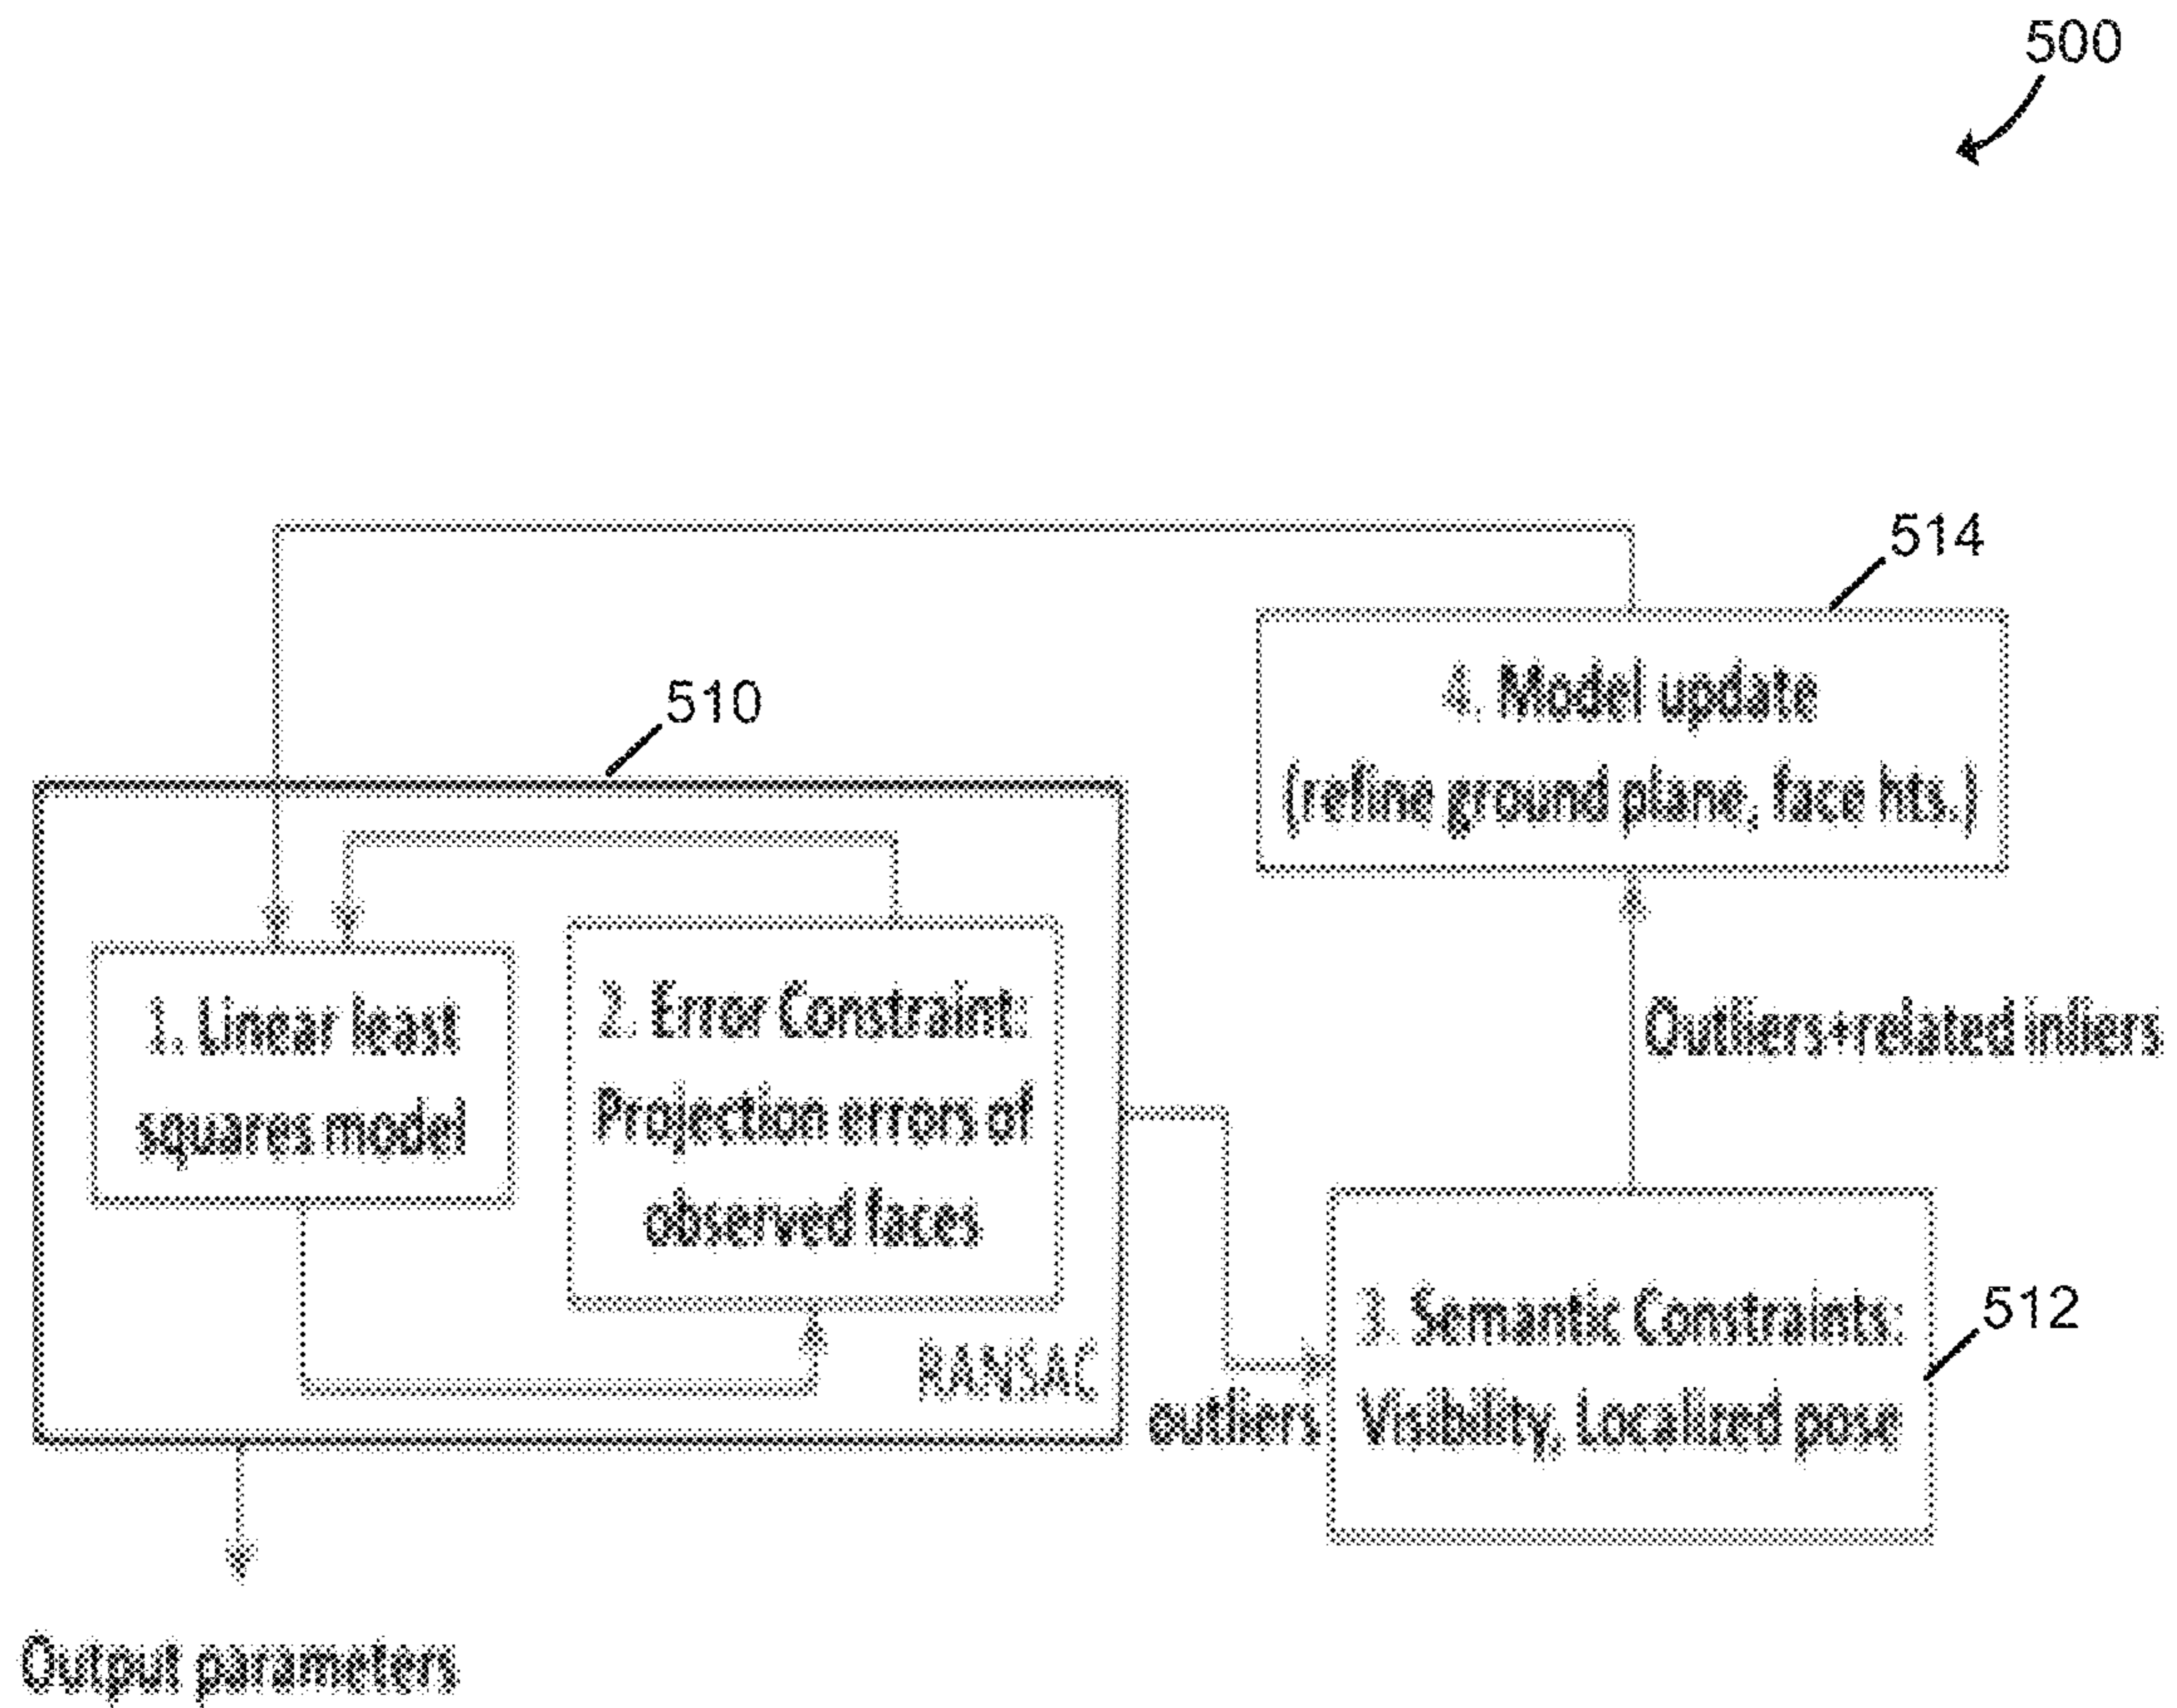 500
514
4. Model update
(refine ground plane, face hts.)
510
1. Linear least
squares model
2. Error Constraint:
Projection errors of
observed faces
RANSAC
outliers
Outliers+related inliers
3. Semantic Constraints:
Visibility, Localized pose
512
Output parameters